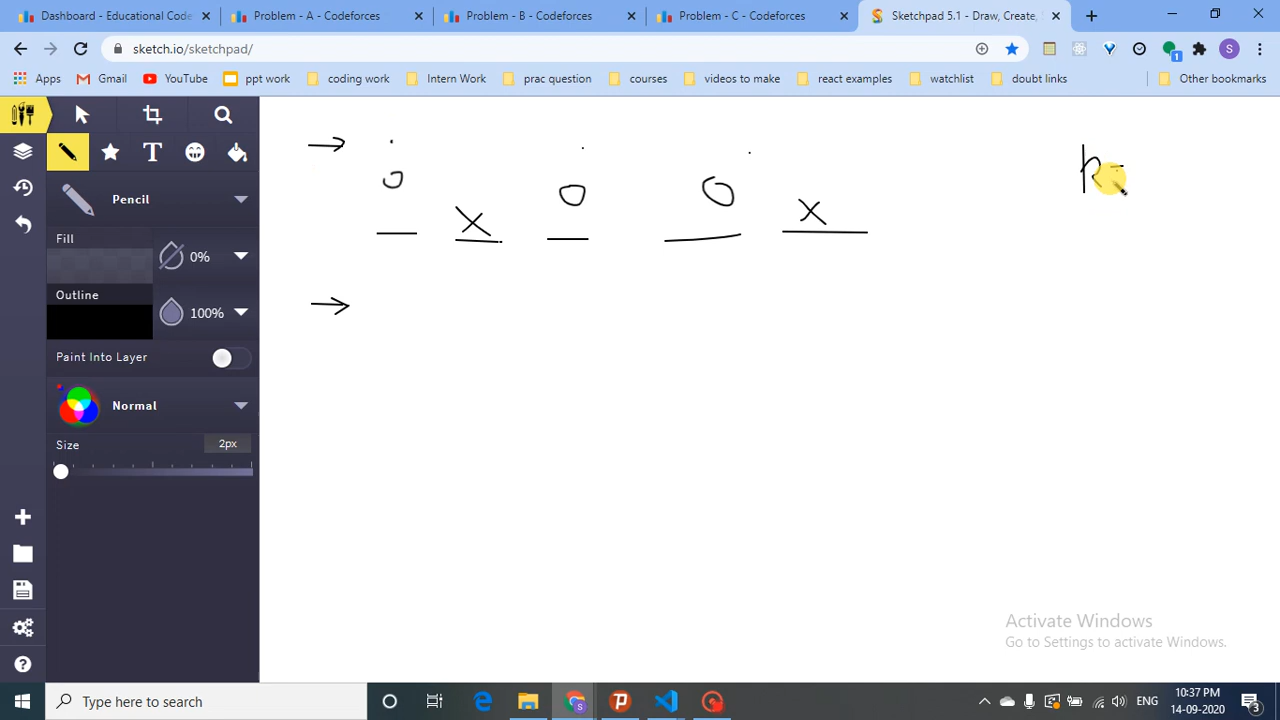 Dashboard - Educational Code
Problem - A - Codeforces
Problem - B - Codeforces
Problem - C - Codeforces
Sketchpad 5.1 - Draw, Create,
sketch.io/sketchpad/
S
1
Apps
Gmail
YouTube
ppt work
coding work
Intern Work
prac question
courses
videos to make
react examples
watchlist
doubt links
Other bookmarks
T
Pencil
Fill
0%
Outline
100%
Paint Into Layer
Normal
Size
2px
o o o x
x
Activate Windows
Go to Settings to activate Windows.
Type here to search
ENG
10:37 PM
14-09-2020
3